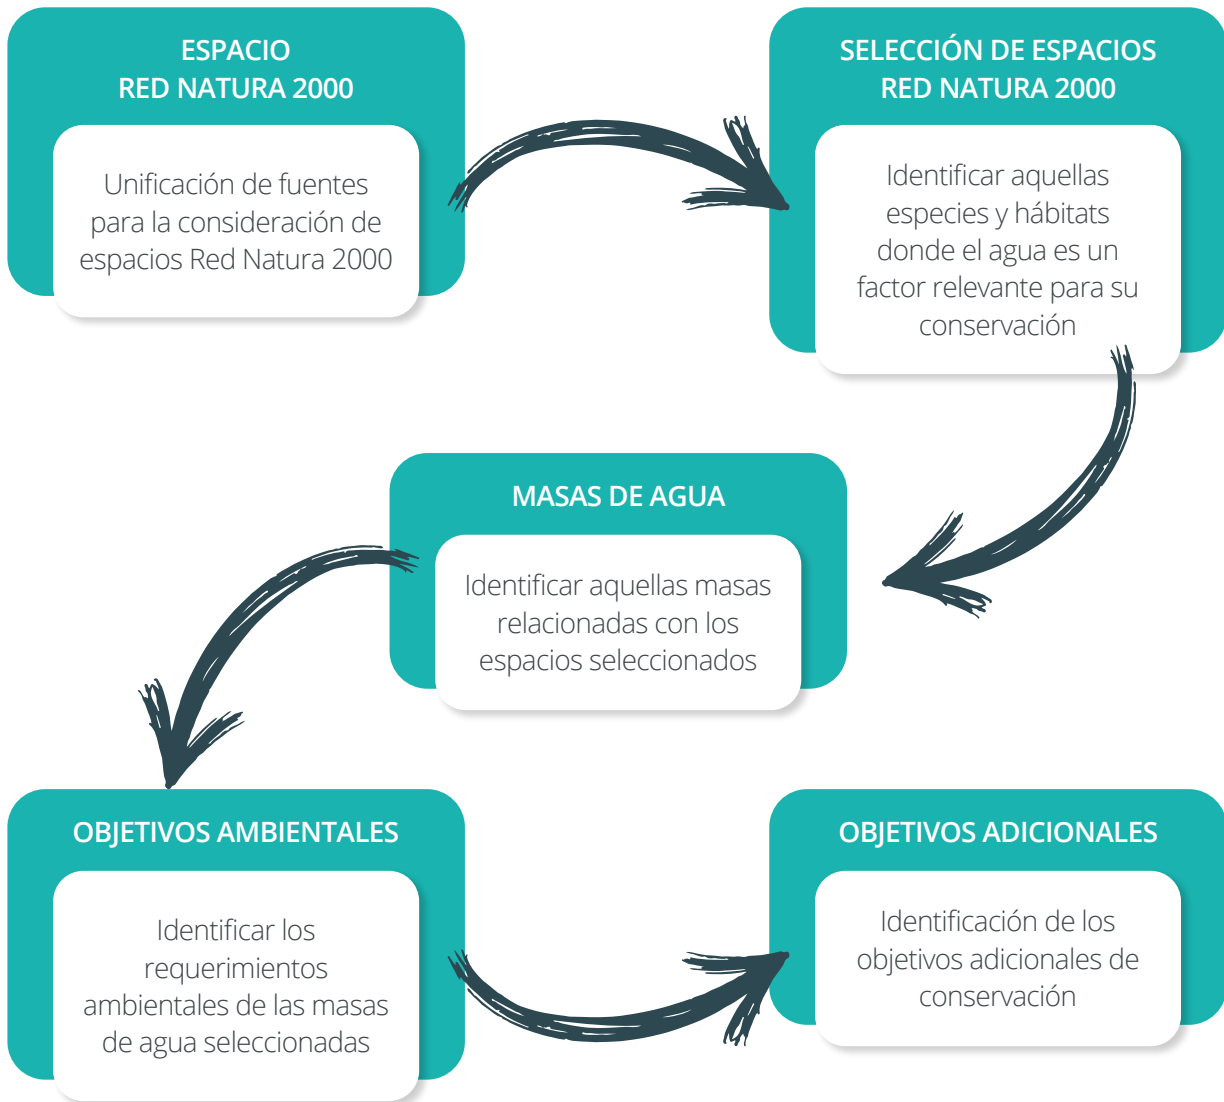 ESPACIO
RED NATURA 2000
Unificación de fuentes
para la consideración de
espacios Red Natura 2000
SELECCIÓN DE ESPACIOS
RED NATURA 2000
Identificar aquellas
especies y hábitats
donde el agua es un
factor relevante para su
conservación
MASAS DE AGUA
Identificar aquellas masas
relacionadas con los
espacios seleccionados
OBJETIVOS AMBIENTALES
Identificar los
requerimientos
ambientales de las masas
de agua seleccionadas
OBJETIVOS ADICIONALES
Identificación de los
objetivos adicionales de
conservación